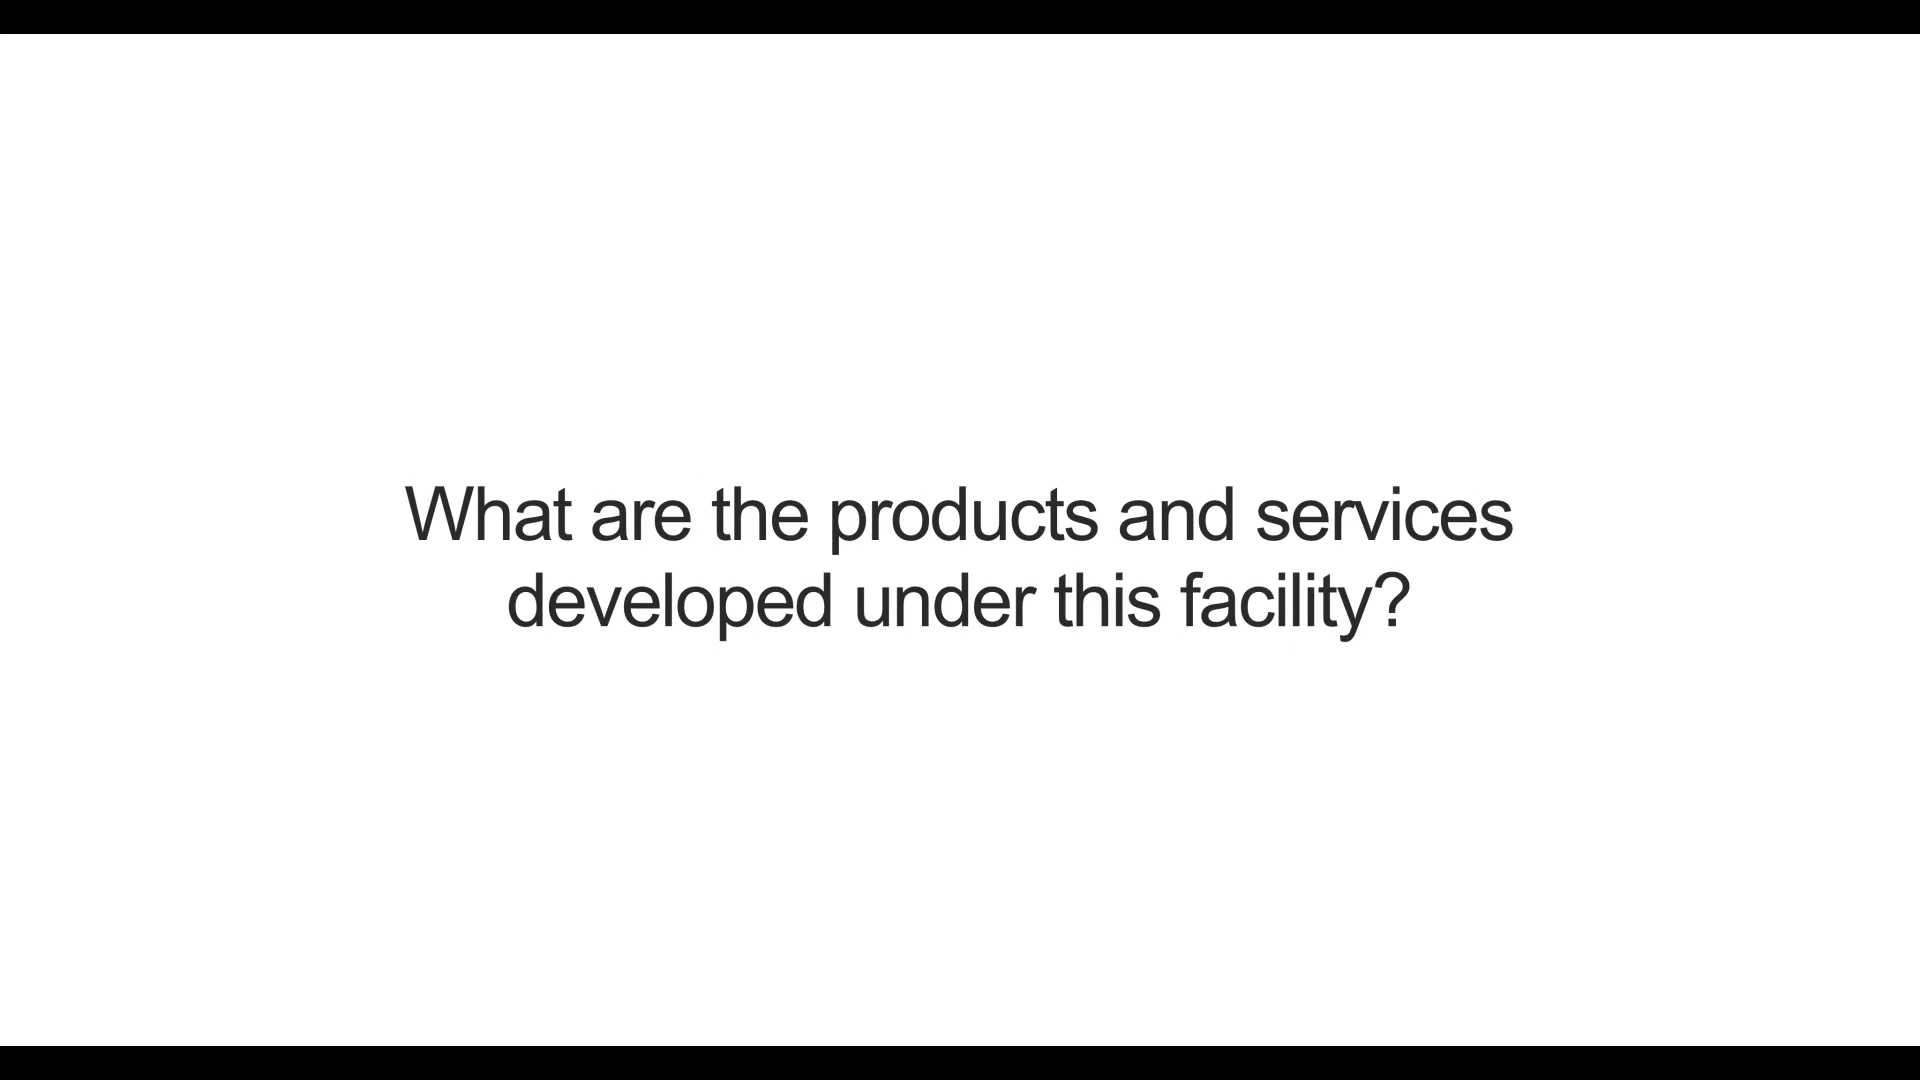 What are the products and services
developed under this facility?